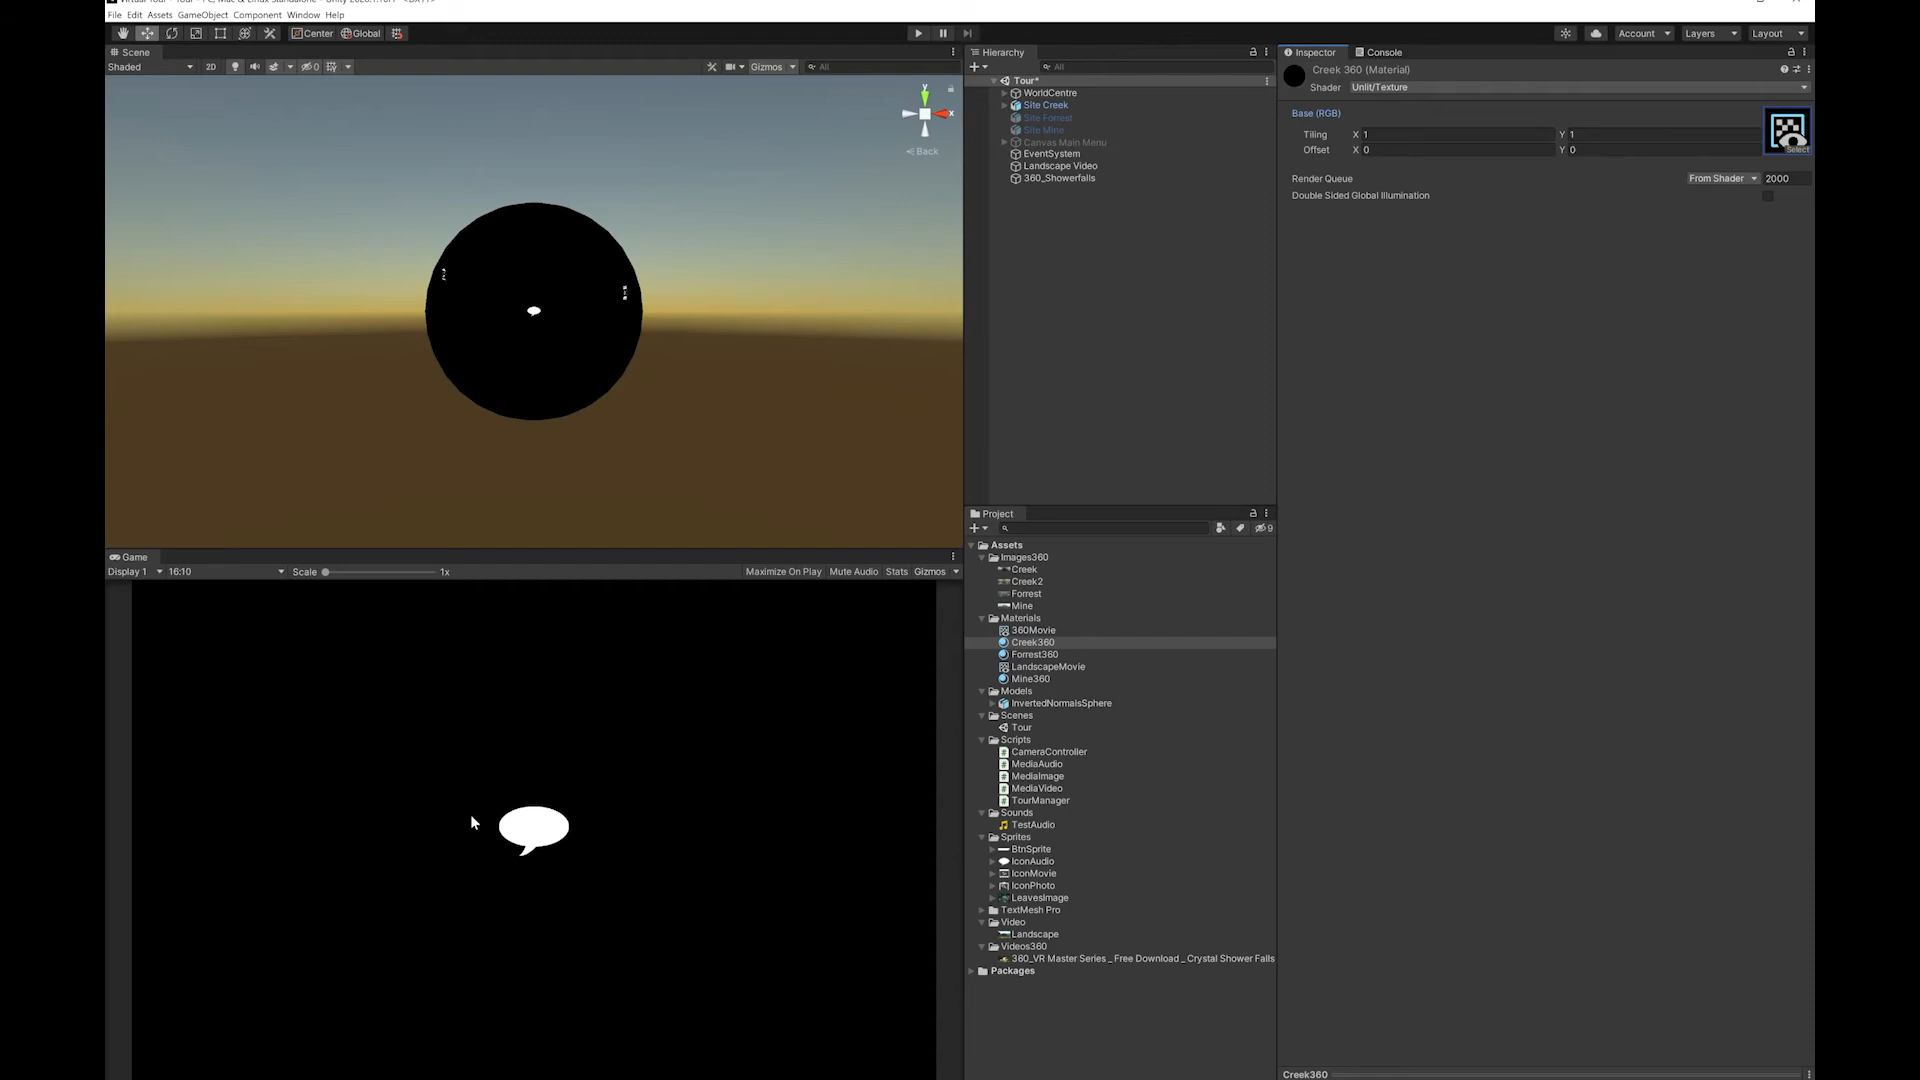 File Edit Assets GameObject Component Window Help
Center Global
Account Layers Layout
Scene
Shaded 2D 0 Gizmos All
y
x
Back
Game
Display 1 16:10 Scale 1x Maximize On Play Mute Audio Stats Gizmos
Hierarchy
All
Tour*
WorldCentre
Site Creek
Site Forrest
Site Mine
Canvas Main Menu
EventSystem
Landscape Video
360_Showerfalls
Project
9
Assets
Images360
Creek
Creek2
Forrest
Mine
Materials
360Movie
Creek360
Forrest360
LandscapeMovie
Mine360
Models
InvertedNormalsSphere
Scenes
Tour
Scripts
CameraController
MediaAudio
MediaImage
MediaVideo
TourManager
Sounds
TestAudio
Sprites
BtnSprite
IconAudio
IconMovie
IconPhoto
LeavesImage
TextMesh Pro
Video
Landscape
Videos360
360_VR Master Series _ Free Download _ Crystal Shower Falls
Packages
Inspector Console
Creek 360 (Material)
Shader Unlit/Texture
Base (RGB)
Tiling X 1 Y 1
Offset X 0 Y 0
Select
Render Queue From Shader 2000
Double Sided Global Illumination
Creek360